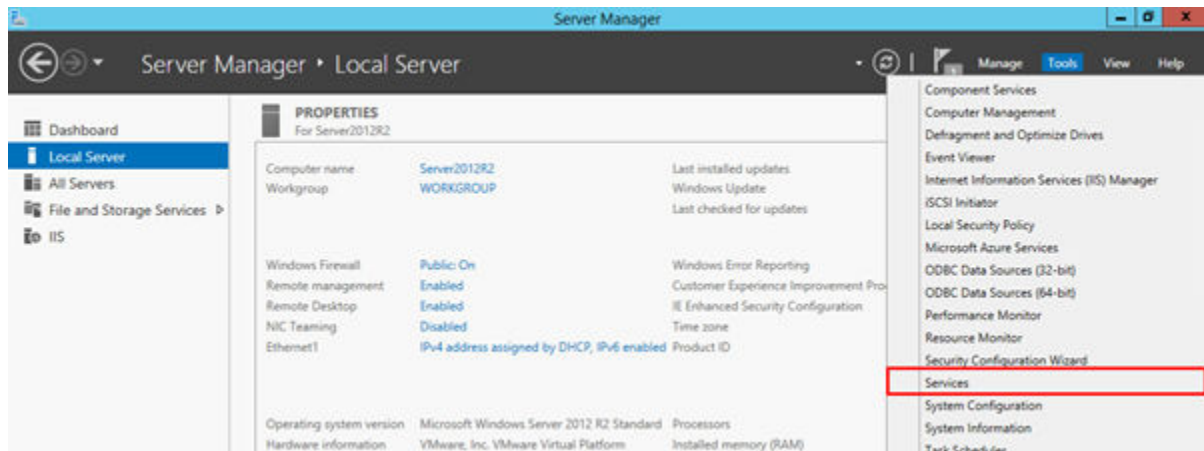 Server Manager
Server Manager • Local Server
Manage Tools View Help
Dashboard
Local Server
All Servers
File and Storage Services
IIS
PROPERTIES
For Server2012R2
Computer name Server2012R2 Last installed updates
Workgroup WORKGROUP Windows Update
Last checked for updates
Windows Firewall Public: On Windows Error Reporting
Remote management Enabled Customer Experience Improvement Pro
Remote Desktop Enabled IE Enhanced Security Configuration
NIC Teaming Disabled Time zone
Ethernet1 IPv4 address assigned by DHCP, IPv6 enabled Product ID
Operating system version Microsoft Windows Server 2012 R2 Standard Processors
Hardware information VMware, Inc. VMware Virtual Platform Installed memory (RAM)
Component Services
Computer Management
Defragment and Optimize Drives
Event Viewer
Internet Information Services (IIS) Manager
iSCSI Initiator
Local Security Policy
Microsoft Azure Services
ODBC Data Sources (32-bit)
ODBC Data Sources (64-bit)
Performance Monitor
Resource Monitor
Security Configuration Wizard
Services
System Configuration
System Information
Task Scheduler